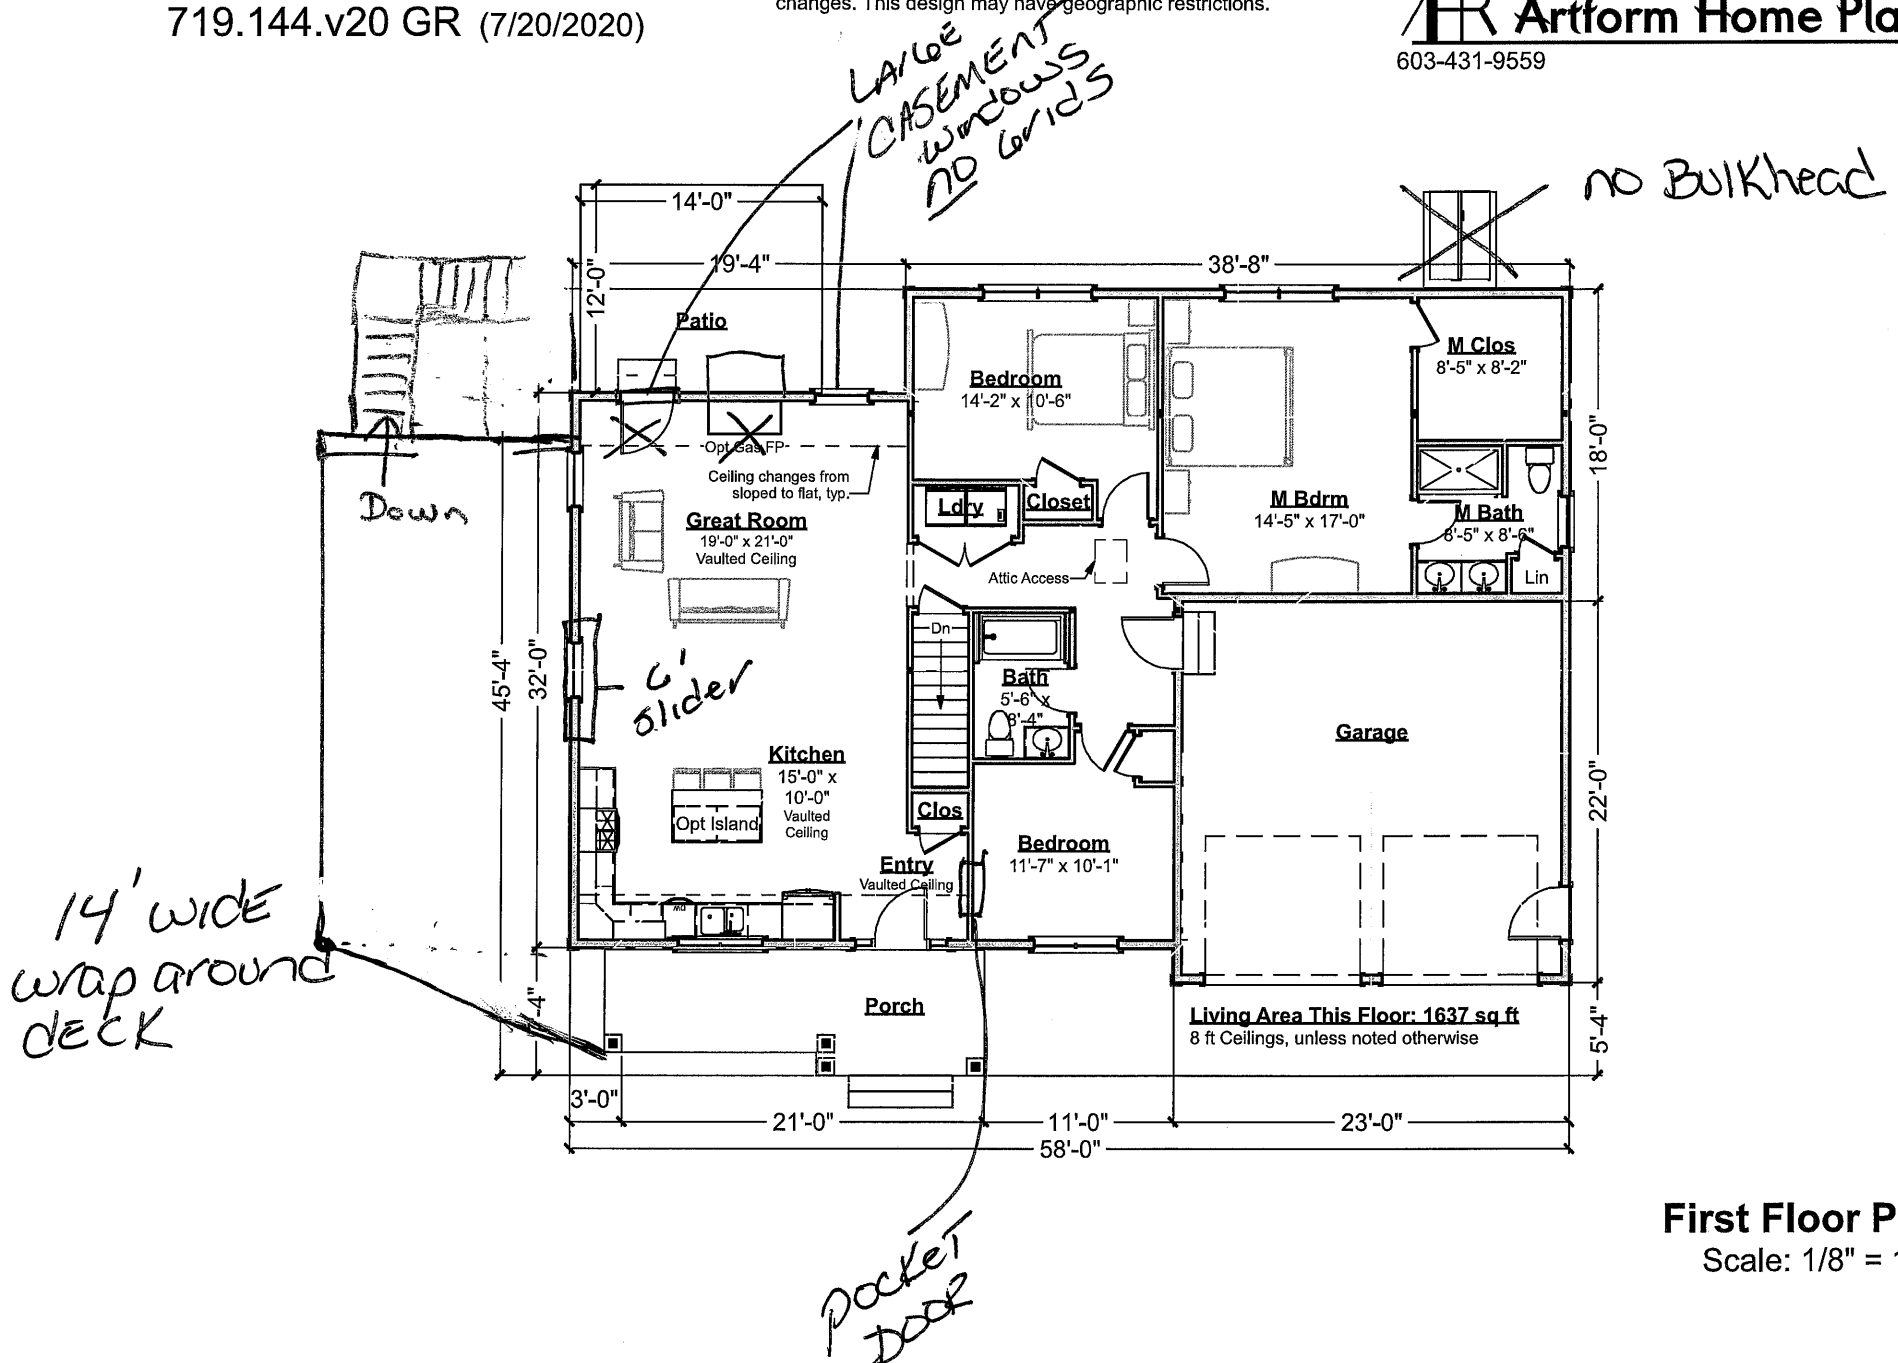 719.144.v20 GR (7/20/2020)
changes. This design may have geographic restrictions.
Artform Home Pla
603-431-9559
LARGE
CASEMENT
windows
no Grids
no Bulkhead
14'-0"
19'-4"
38'-8"
12'-0"
Patio
Bedroom
14'-2" x 10'-6"
M Clos
8'-5" x 8'-2"
18'-0"
Opt Gas FP
Ceiling changes from
sloped to flat, typ.
Down
Great Room
19'-0" x 21'-0"
Vaulted Ceiling
Ldry
Closet
M Bdrm
14'-5" x 17'-0"
M Bath
8'-5" x 8'-6"
Lin
Attic Access
Dn
45'-4"
32'-0"
6'
slider
Bath
5'-6" x
8'-4"
Garage
22'-0"
Kitchen
15'-0" x
10'-0"
Vaulted
Ceiling
Opt Island
Clos
Bedroom
11'-7" x 10'-1"
Entry
Vaulted Ceiling
DW
14' WIDE
wrap around
DECK
-4"
Porch
Living Area This Floor: 1637 sq ft
8 ft Ceilings, unless noted otherwise
5'-4"
3'-0"
21'-0"
11'-0"
23'-0"
58'-0"
POCKET
DOOR
First Floor P
Scale: 1/8" =